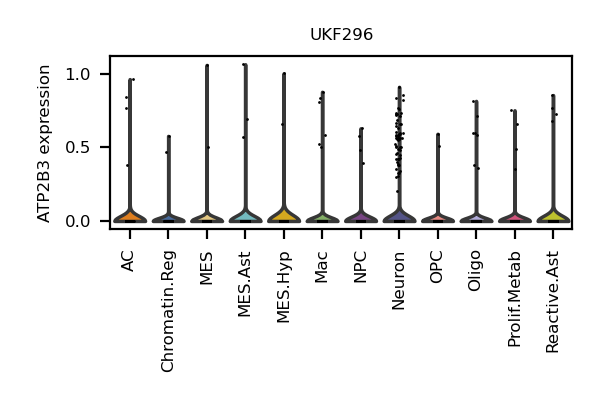 UKF296
ATP2B3 expression
1.0
0.5
0.0
AC
Chromatin.Reg
MES
MES.Ast
MES.Hyp
Mac
NPC
Neuron
OPC
Oligo
Prolif.Metab
Reactive.Ast